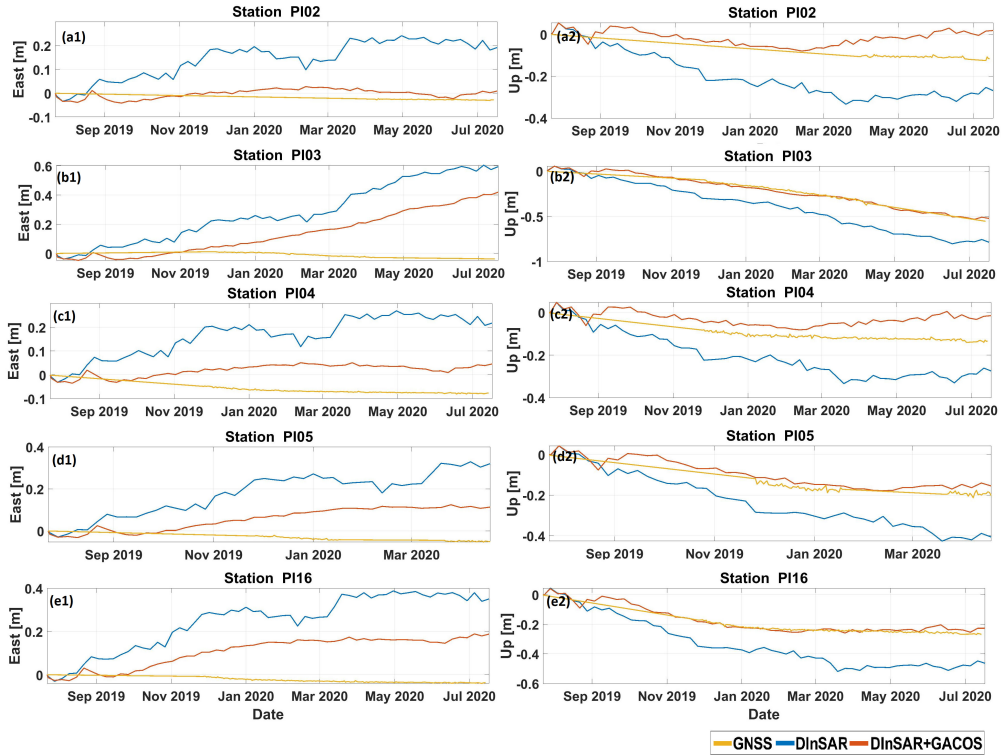 Station PI02
(a1)
East [m]
0.2
0.1
0
-0.1
Sep 2019 Nov 2019 Jan 2020 Mar 2020 May 2020 Jul 2020
Station PI02
(a2)
Up [m]
0
-0.2
-0.4
Sep 2019 Nov 2019 Jan 2020 Mar 2020 May 2020 Jul 2020
Station PI03
(b1)
East [m]
0.6
0.4
0.2
0
Sep 2019 Nov 2019 Jan 2020 Mar 2020 May 2020 Jul 2020
Station PI03
(b2)
Up [m]
0
-0.5
-1
Sep 2019 Nov 2019 Jan 2020 Mar 2020 May 2020 Jul 2020
Station PI04
(c1)
East [m]
0.2
0.1
0
-0.1
Sep 2019 Nov 2019 Jan 2020 Mar 2020 May 2020 Jul 2020
Station PI04
(c2)
Up [m]
0
-0.2
-0.4
Sep 2019 Nov 2019 Jan 2020 Mar 2020 May 2020 Jul 2020
Station PI05
(d1)
East [m]
0.4
0.2
0
Sep 2019 Nov 2019 Jan 2020 Mar 2020
Station PI05
(d2)
Up [m]
0
-0.2
-0.4
Sep 2019 Nov 2019 Jan 2020 Mar 2020
Station PI16
(e1)
East [m]
0.4
0.2
0
Sep 2019 Nov 2019 Jan 2020 Mar 2020 May 2020 Jul 2020
Date
Station PI16
(e2)
Up [m]
0
-0.2
-0.4
-0.6
Sep 2019 Nov 2019 Jan 2020 Mar 2020 May 2020 Jul 2020
Date
GNSS DInSAR DInSAR+GACOS